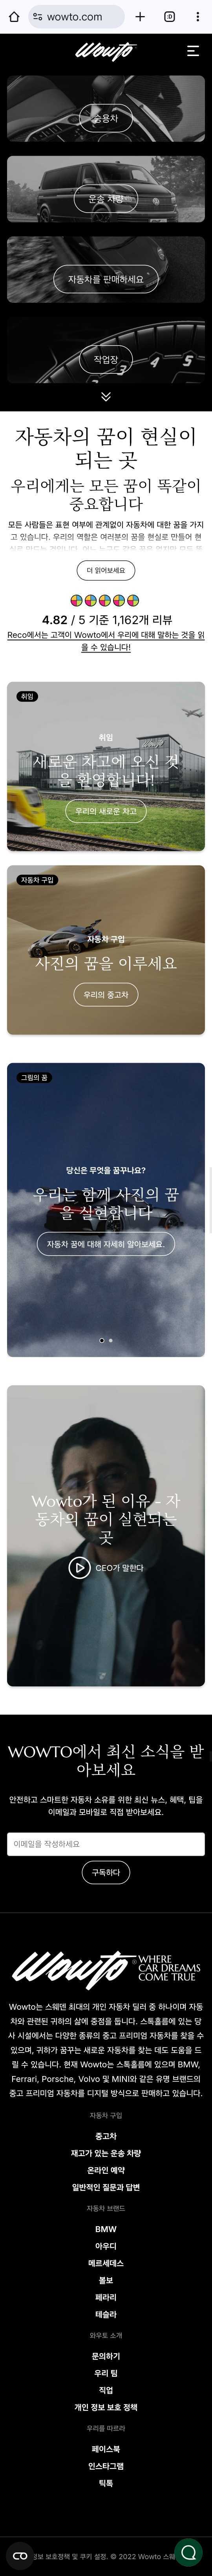 wowto.com
:D
Wowto
승용차
운송 차량
자동차를 판매하세요
작업장
3
4
5
자동차의 꿈이 현실이
되는 곳
우리에게는 모든 꿈이 똑같이
중요합니다
모든 사람들은 표현 여부에 관계없이 자동차에 대한 꿈을 가지
고 있습니다. 우리의 역할은 여러분의 꿈을 현실로 만들어 현
더 읽어보세요
4.82 / 5 기준 1,162개 리뷰
Reco에서는 고객이 Wowto에서 우리에 대해 말하는 것을 읽
을 수 있습니다!
취임
취임
새로운 차고에 오신 것
을 환영합니다!
우리의 새로운 차고
자동차 구입
자동차 구입
사진의 꿈을 이루세요
우리의 중고차
그림의 꿈
당신은 무엇을 꿈꾸나요?
우리는 함께 사진의 꿈
을 실현합니다
자동차 꿈에 대해 자세히 알아보세요.
Wowto가 된 이유 - 자
동차의 꿈이 실현되는
곳
CEO가 말한다
WOWTO에서 최신 소식을 받
아보세요
안전하고 스마트한 자동차 소유를 위한 최신 뉴스, 혜택, 팁을
이메일과 모바일로 직접 받아보세요.
이메일을 작성하세요
구독하다
Wowto
WHERE
CAR DREAMS
COME TRUE
Wowto는 스웨덴 최대의 개인 자동차 딜러 중 하나이며 자동
차와 관련된 귀하의 삶에 중점을 둡니다. 스톡홀름에 있는 당
사 시설에서는 다양한 종류의 중고 프리미엄 자동차를 찾을 수
있으며, 귀하가 꿈꾸는 새로운 자동차를 찾는 데도 도움을 드
릴 수 있습니다. 현재 Wowto는 스톡홀름에 있으며 BMW,
Ferrari, Porsche, Volvo 및 MINI와 같은 유명 브랜드의
중고 프리미엄 자동차를 디지털 방식으로 판매하고 있습니다.
자동차 구입
중고차
재고가 있는 운송 차량
온라인 예약
일반적인 질문과 답변
자동차 브랜드
BMW
아우디
메르세데스
볼보
페라리
테슬라
와우토 소개
문의하기
우리 팀
직업
개인 정보 보호 정책
우리를 따르라
페이스북
인스타그램
틱톡
정보 보호정책 및 쿠키 설정. © 2022 Wowto 스웨